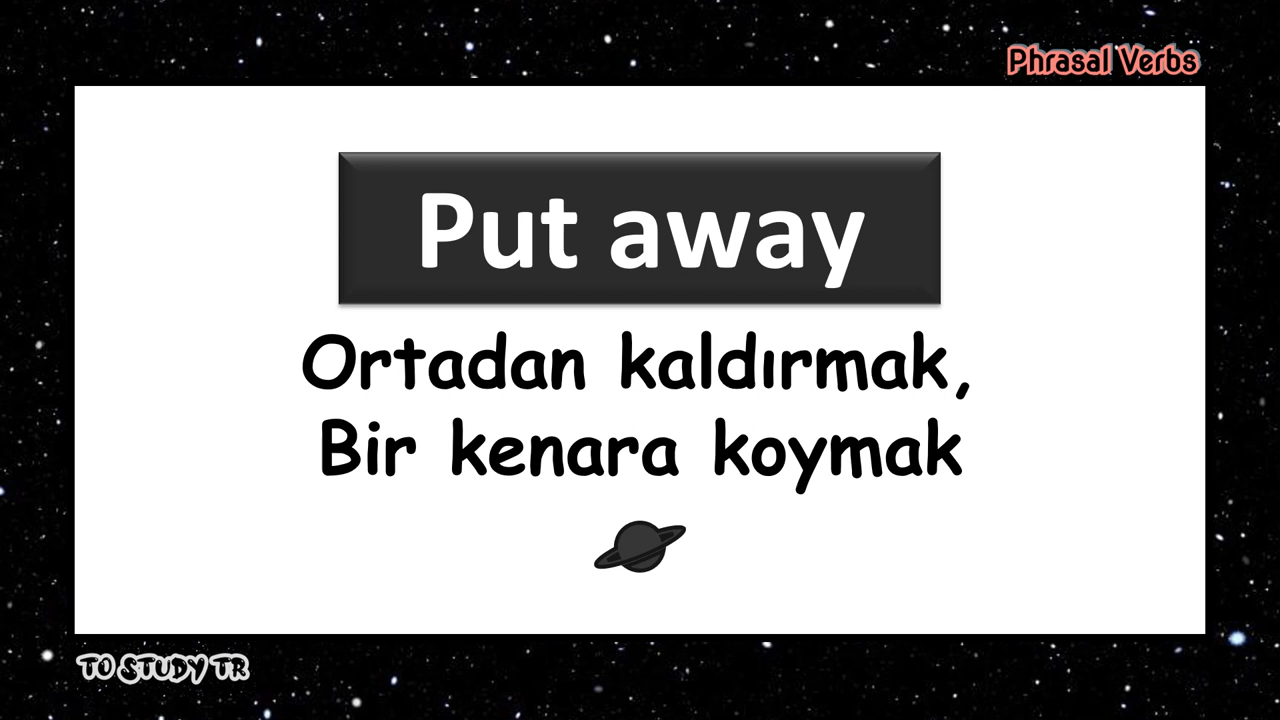 Phrasal Verbs
Put away
Ortadan kaldırmak,
Bir kenara koymak
TO STUDY TR